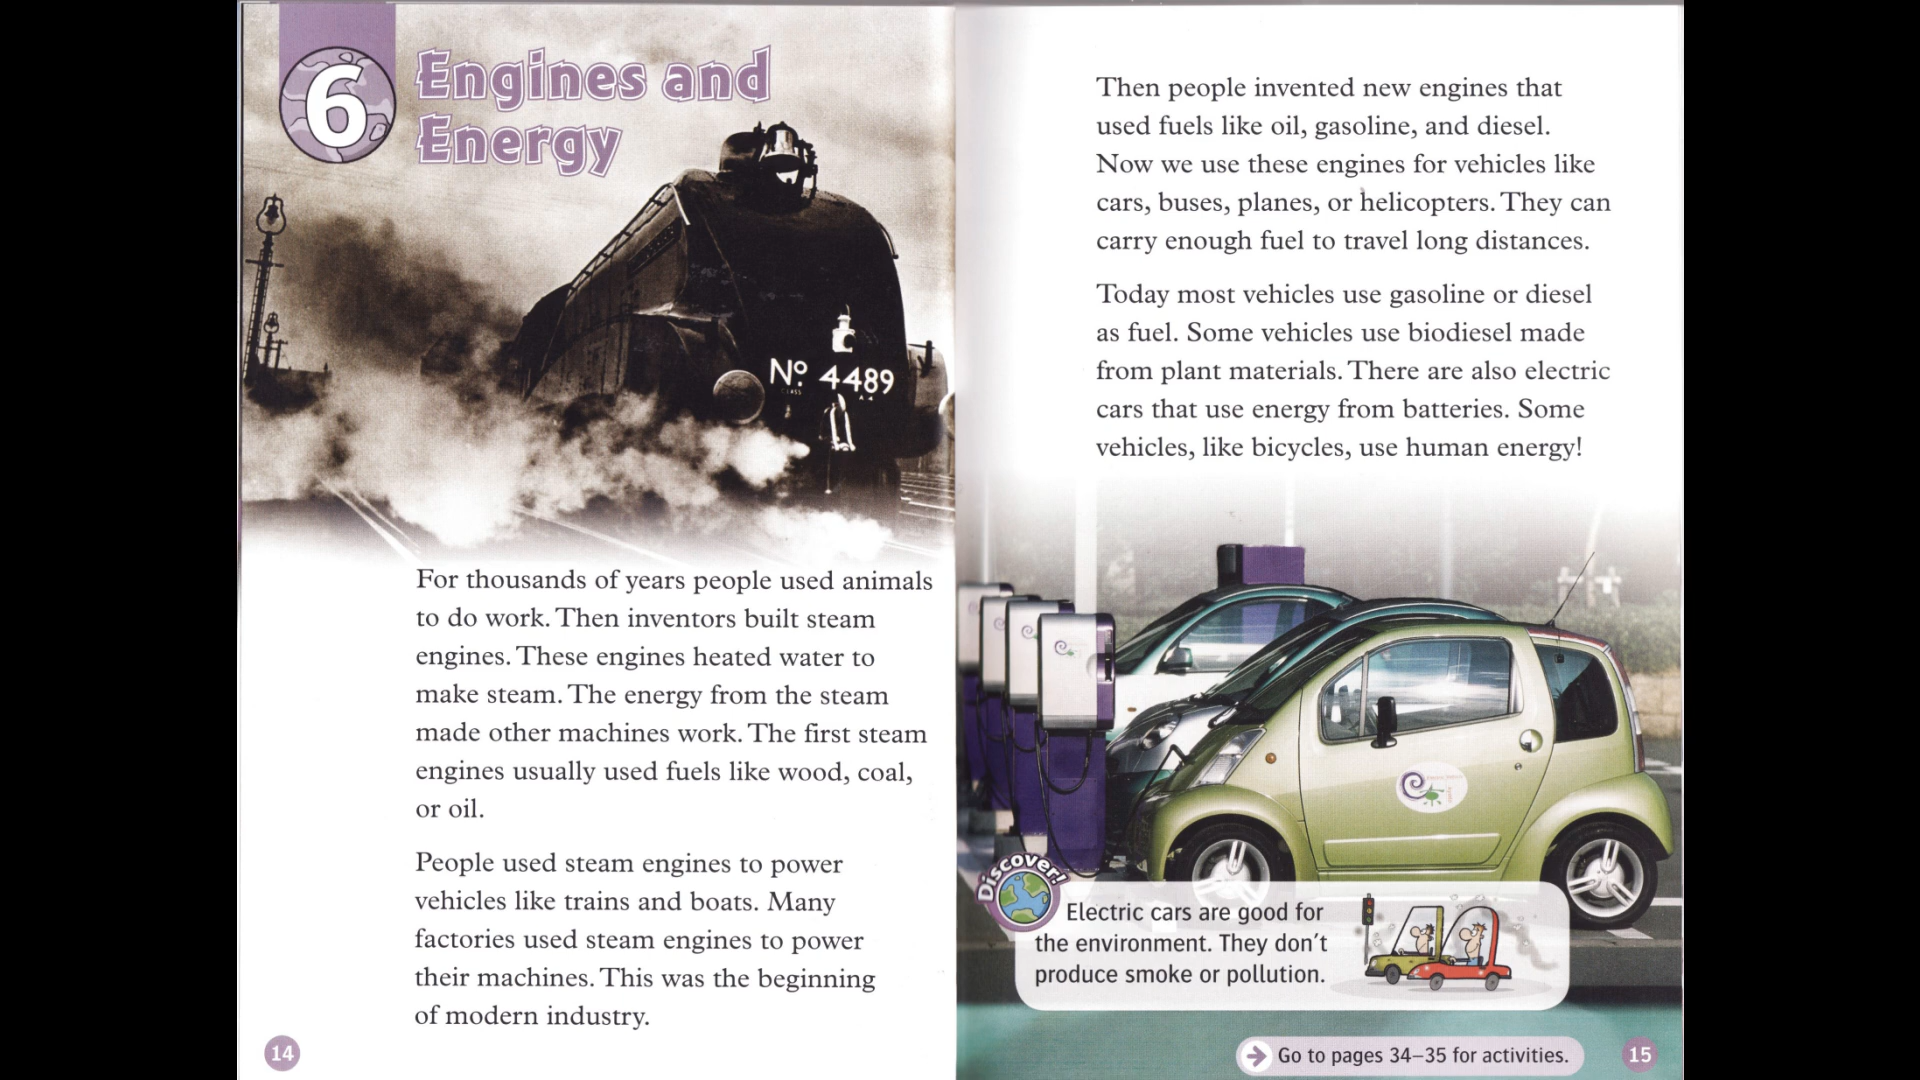 6
Engines and
Energy
Nº 4489
CLASS
A 4
For thousands of years people used animals
to do work. Then inventors built steam
engines. These engines heated water to
make steam. The energy from the steam
made other machines work. The first steam
engines usually used fuels like wood, coal,
or oil.
People used steam engines to power
vehicles like trains and boats. Many
factories used steam engines to power
their machines. This was the beginning
of modern industry.
14
Then people invented new engines that
used fuels like oil, gasoline, and diesel.
Now we use these engines for vehicles like
cars, buses, planes, or helicopters. They can
carry enough fuel to travel long distances.
Today most vehicles use gasoline or diesel
as fuel. Some vehicles use biodiesel made
from plant materials. There are also electric
cars that use energy from batteries. Some
vehicles, like bicycles, use human energy!
Discover!
Electric cars are good for
the environment. They don't
produce smoke or pollution.
Go to pages 34–35 for activities.
15